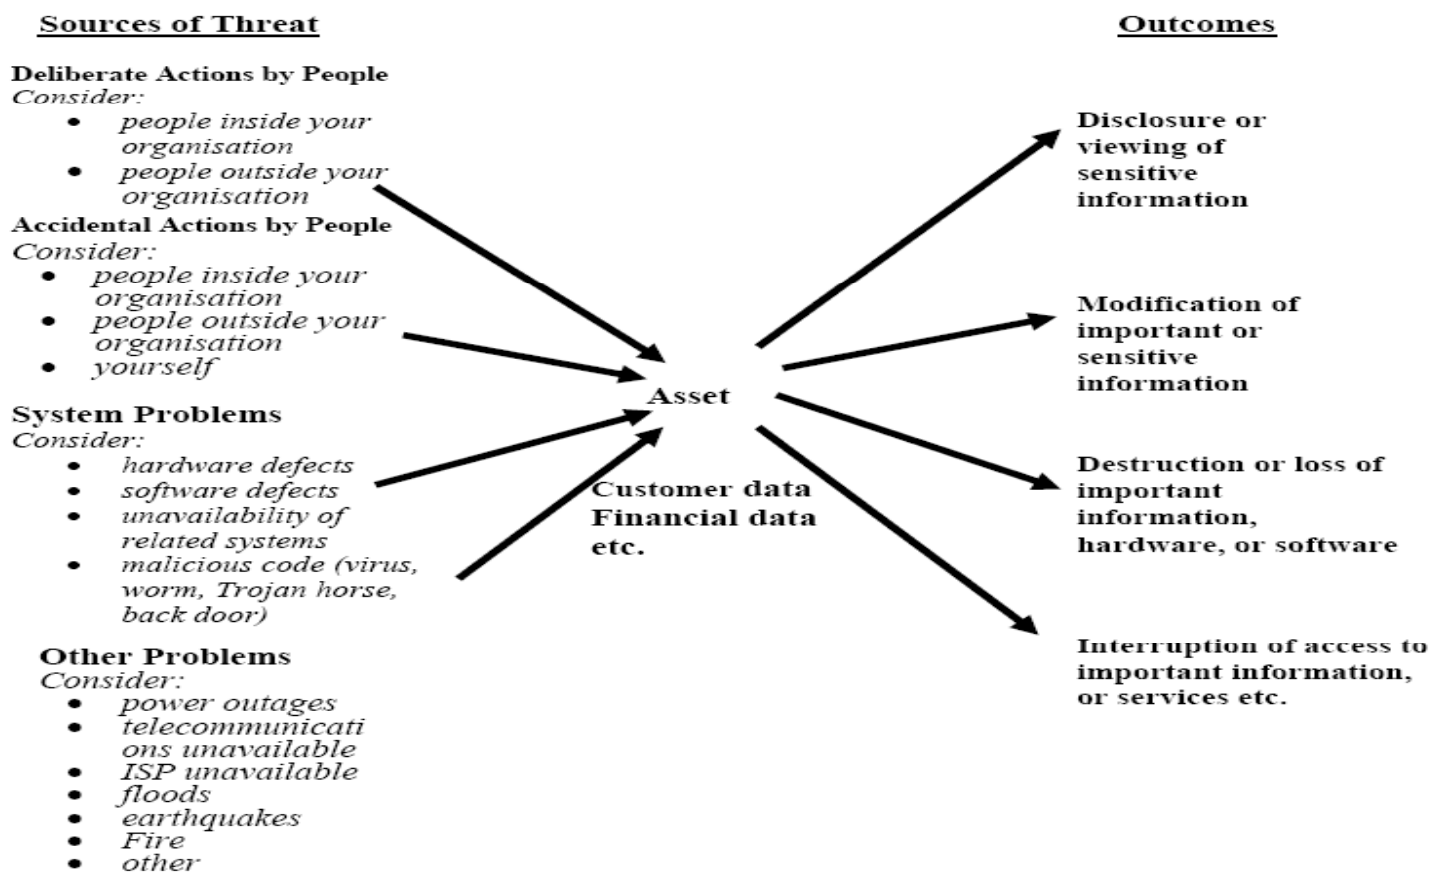 Sources of Threat
Deliberate Actions by People
Consider:
• people inside your
organisation
• people outside your
organisation
Accidental Actions by People
Consider:
• people inside your
organisation
• people outside your
organisation
• yourself
System Problems
Consider:
• hardware defects
• software defects
• unavailability of
related systems
• malicious code (virus,
worm, Trojan horse,
back door)
Other Problems
Consider:
• power outages
• telecommunicati
ons unavailable
• ISP unavailable
• floods
• earthquakes
• Fire
• other
Asset
Customer data
Financial data
etc.
Outcomes
Disclosure or
viewing of
sensitive
information
Modification of
important or
sensitive
information
Destruction or loss of
important
information,
hardware, or software
Interruption of access to
important information,
or services etc.